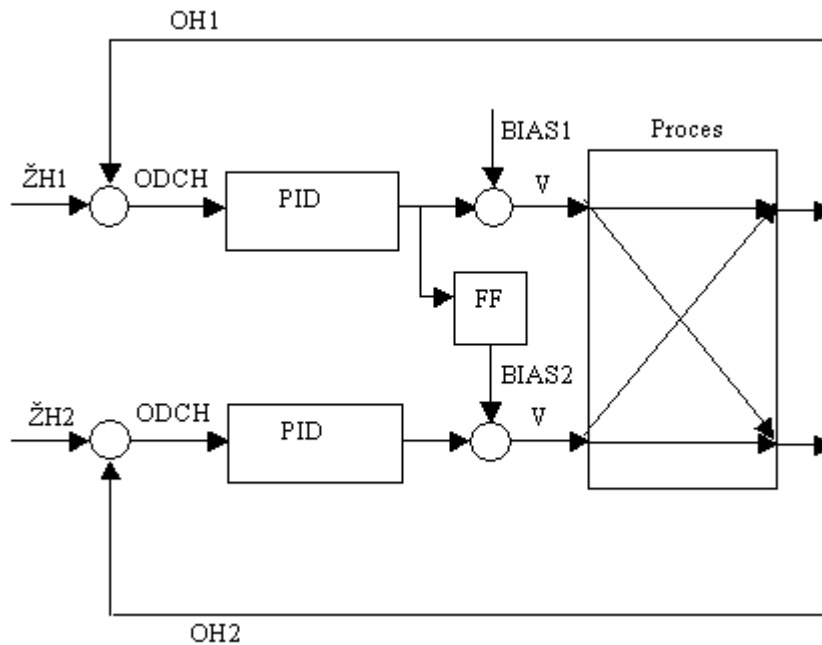 OH1
BIAS1
Proces
ŽH1
ODCH
PID
V
FF
BIAS2
ŽH2
ODCH
PID
V
OH2